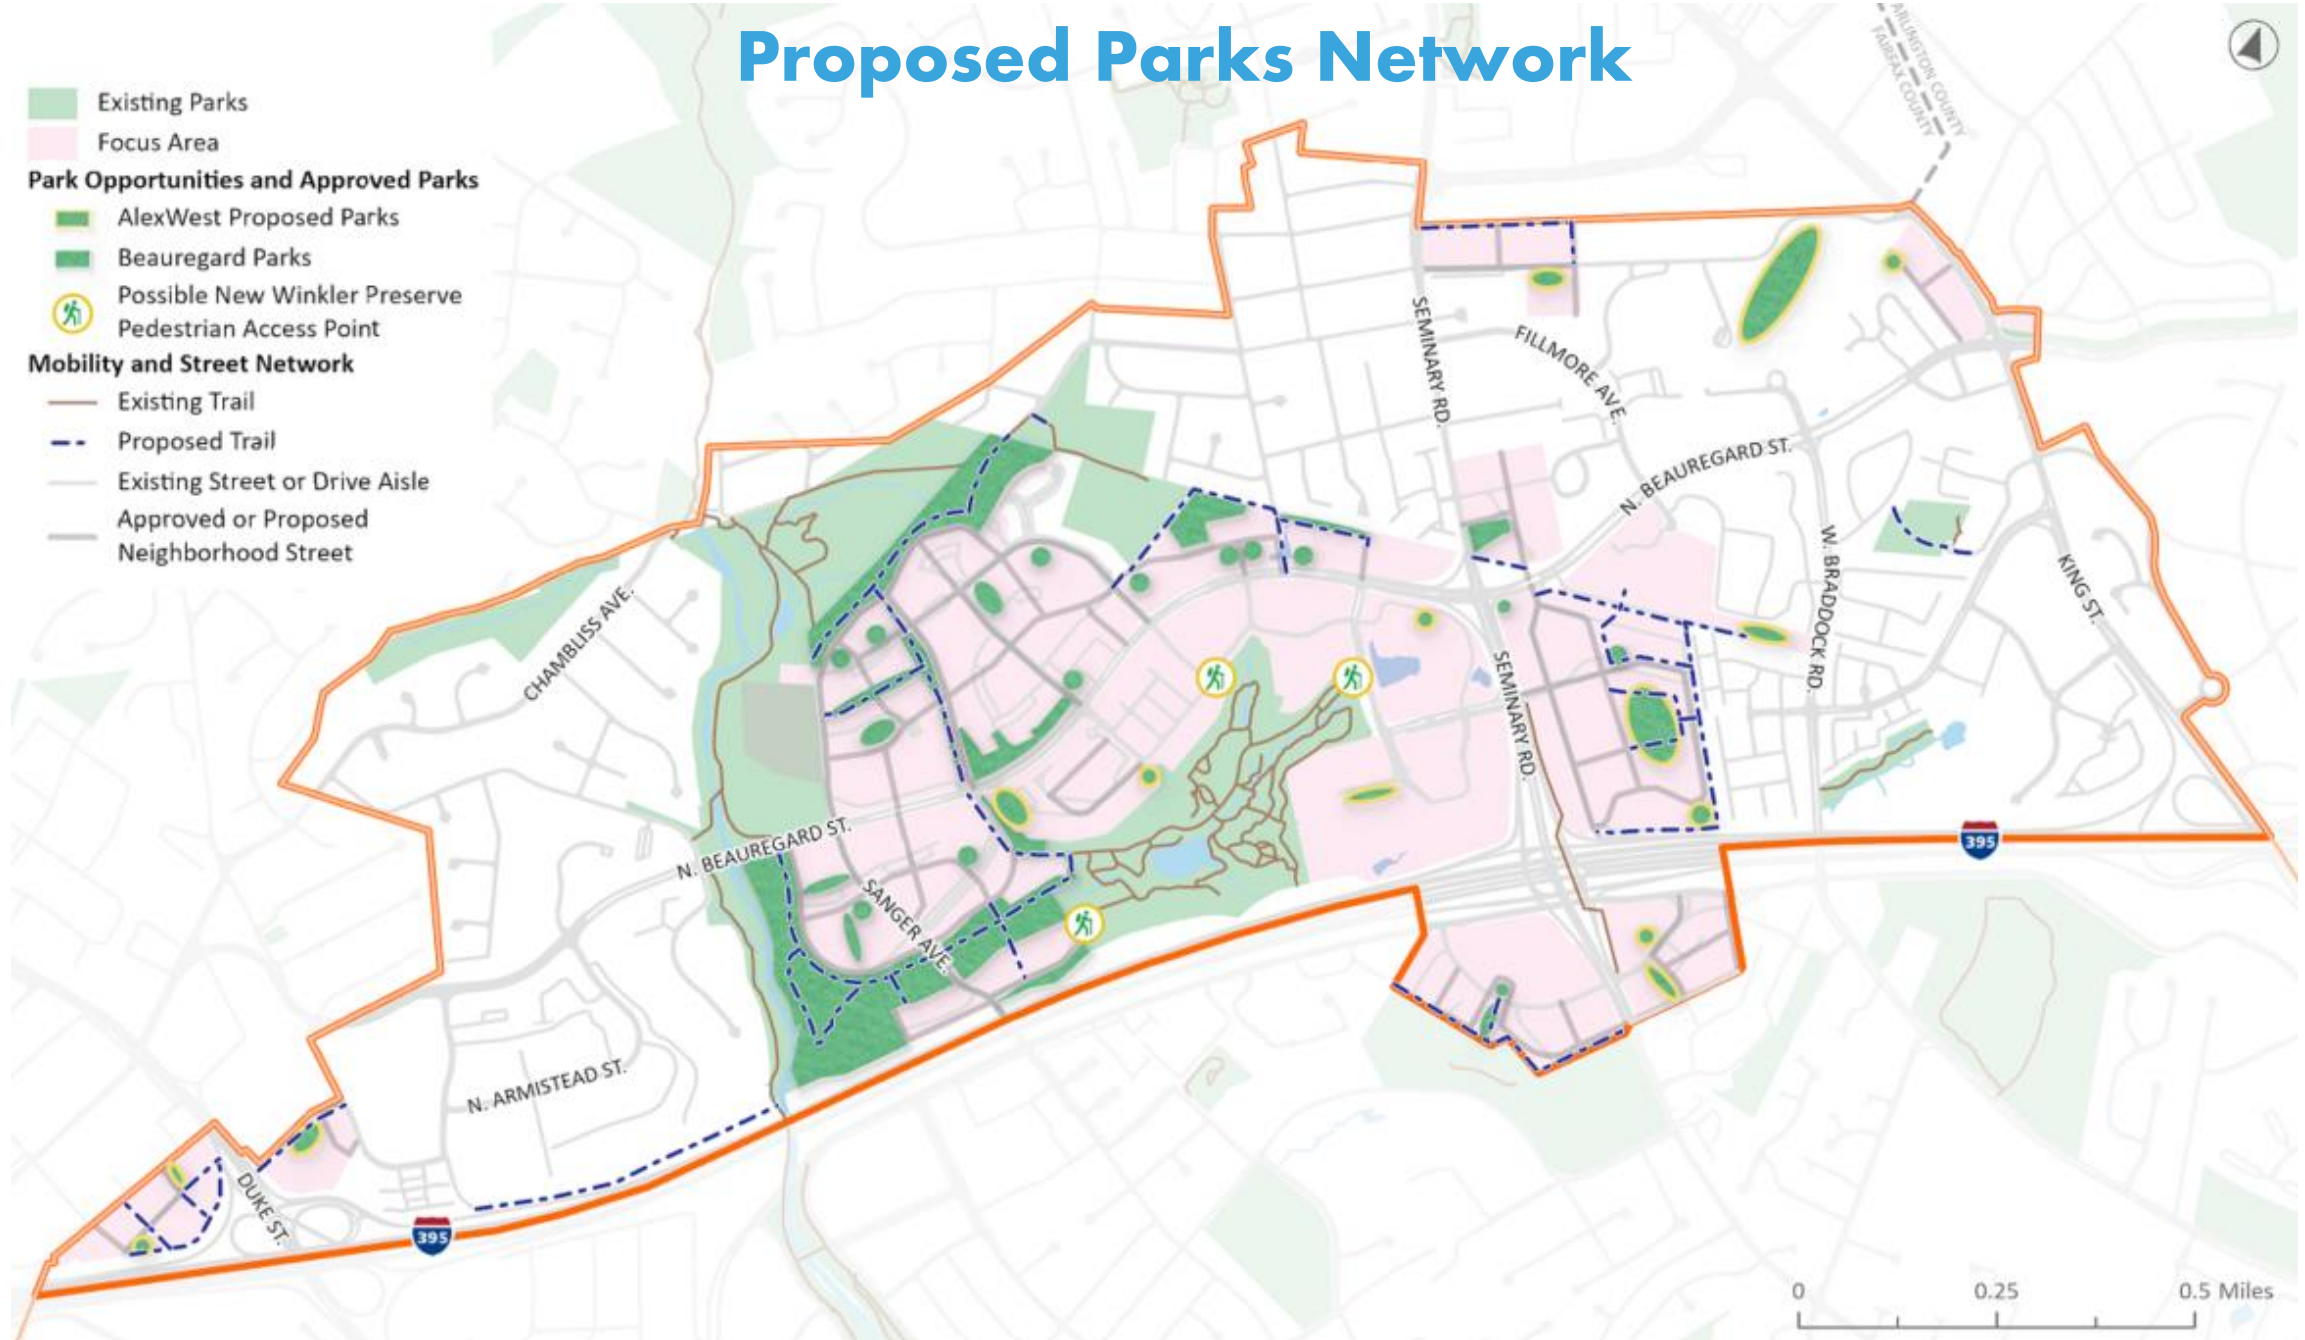 Proposed Parks Network
Existing Parks
Focus Area
Park Opportunities and Approved Parks
AlexWest Proposed Parks
Beauregard Parks
Possible New Winkler Preserve
Pedestrian Access Point
Mobility and Street Network
Existing Trail
Proposed Trail
Existing Street or Drive Aisle
Approved or Proposed
Neighborhood Street
ARLINGTON COUNTY
FAIRFAX COUNTY
SEMINARY RD.
FILLMORE AVE.
N. BEAUREGARD ST.
W. BRADDOCK RD.
KING ST.
CHAMBLISS AVE.
SEMINARY RD.
N. BEAUREGARD ST.
SANGER AVE.
395
N. ARMISTEAD ST.
DUKE ST.
395
0 0.25 0.5 Miles